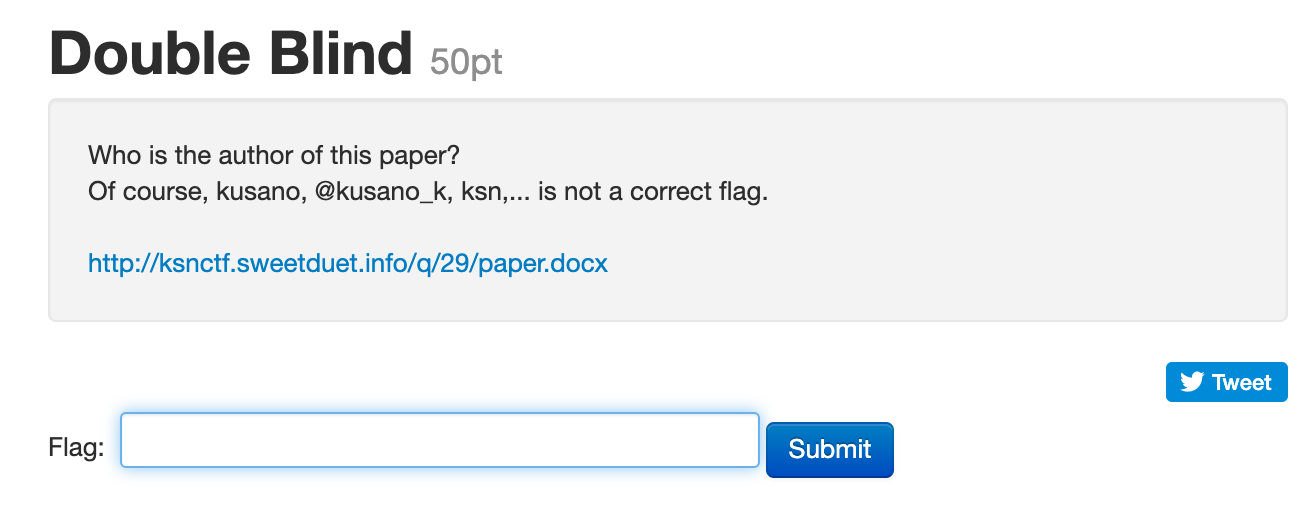 Double Blind 50pt
Who is the author of this paper?
Of course, kusano, @kusano_k, ksn,... is not a correct flag.
http://ksnctf.sweetduet.info/q/29/paper.docx
Tweet
Flag: Submit